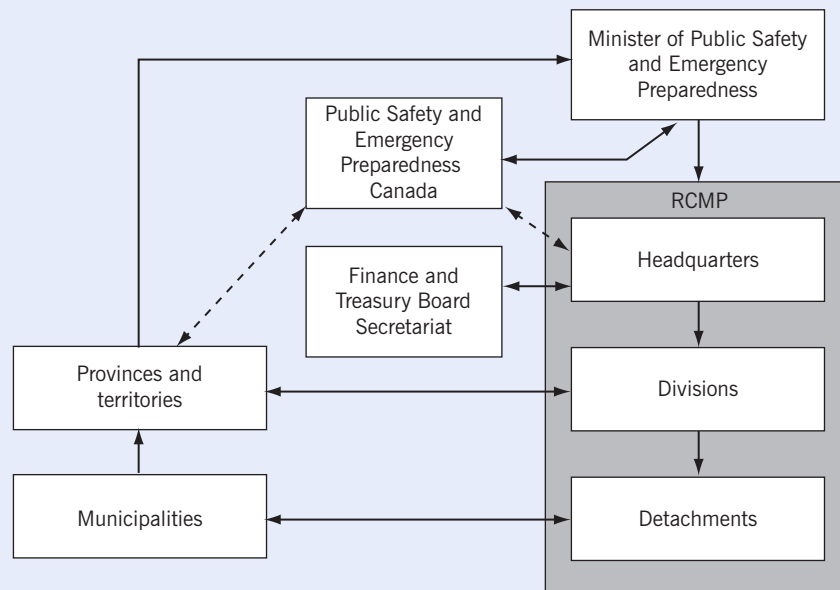 Minister of Public Safety
and Emergency
Preparedness
Public Safety and
Emergency
Preparedness
Canada
RCMP
Headquarters
Finance and
Treasury Board
Secretariat
Provinces and
territories
Divisions
Municipalities
Detachments